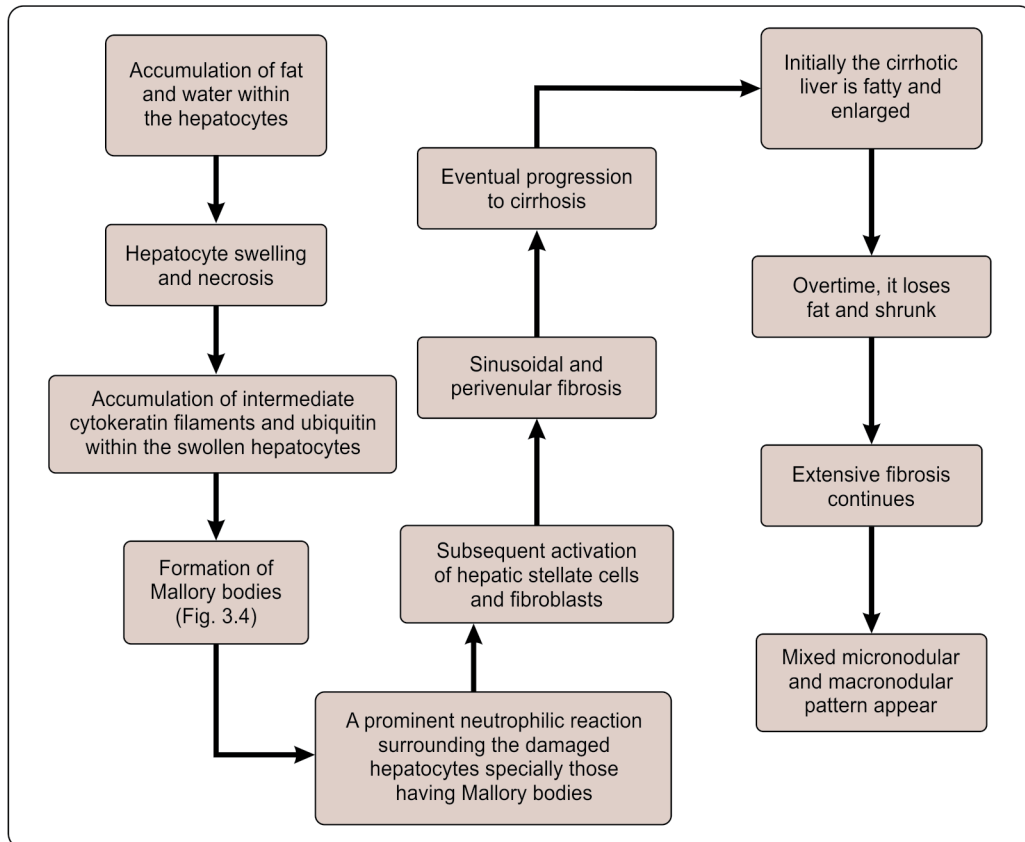 Accumulation of fat
and water within
the hepatocytes
Hepatocyte swelling
and necrosis
Accumulation of intermediate
cytokeratin filaments and ubiquitin
within the swollen hepatocytes
Formation of
Mallory bodies
(Fig. 3.4)
A prominent neutrophilic reaction
surrounding the damaged
hepatocytes specially those
having Mallory bodies
Subsequent activation
of hepatic stellate cells
and fibroblasts
Sinusoidal and
perivenular fibrosis
Eventual progression
to cirrhosis
Initially the cirrhotic
liver is fatty and
enlarged
Overtime, it loses
fat and shrunk
Extensive fibrosis
continues
Mixed micronodular
and macronodular
pattern appear